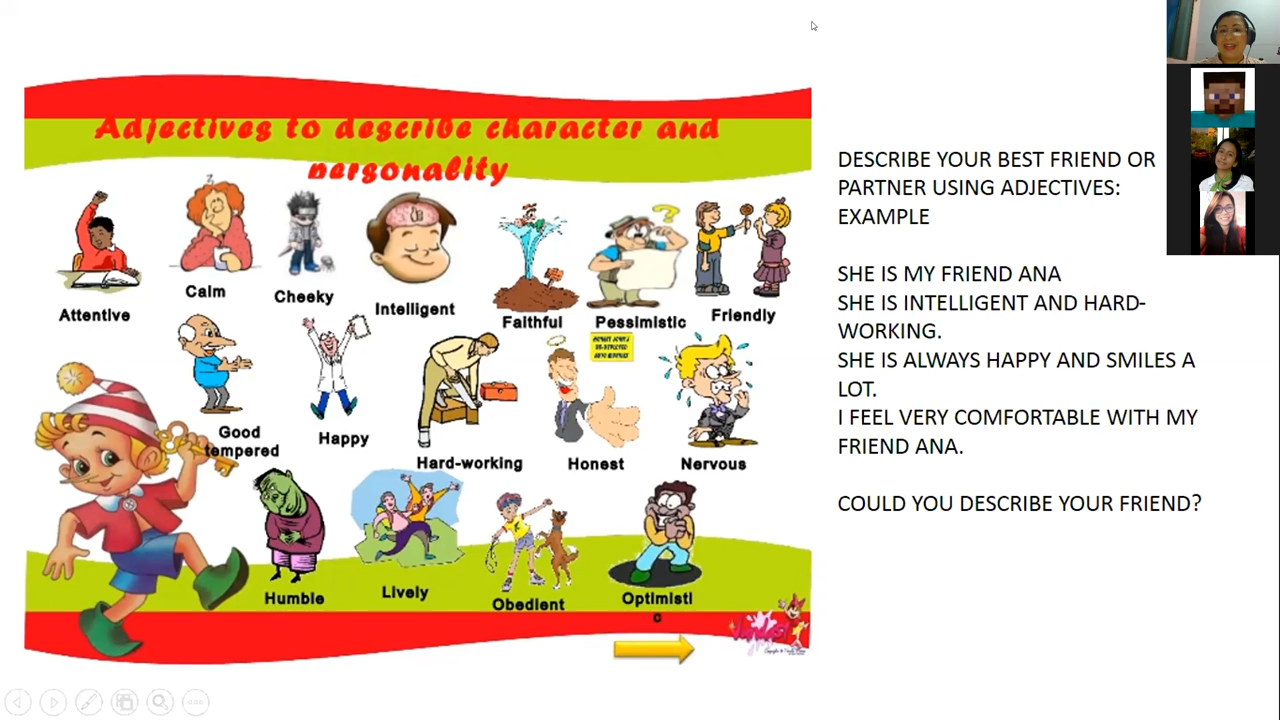 Adjectives to describe character and
personality
Attentive
Calm
Cheeky
Intelligent
Faithful
Pessimistic
Friendly
Good
tempered
Happy
Hard-working
Honest
Nervous
Humble
Lively
Obedient
Optimisti
c
DESCRIBE YOUR BEST FRIEND OR
PARTNER USING ADJECTIVES:
EXAMPLE
SHE IS MY FRIEND ANA
SHE IS INTELLIGENT AND HARD-
WORKING.
SHE IS ALWAYS HAPPY AND SMILES A
LOT.
I FEEL VERY COMFORTABLE WITH MY
FRIEND ANA.
COULD YOU DESCRIBE YOUR FRIEND?